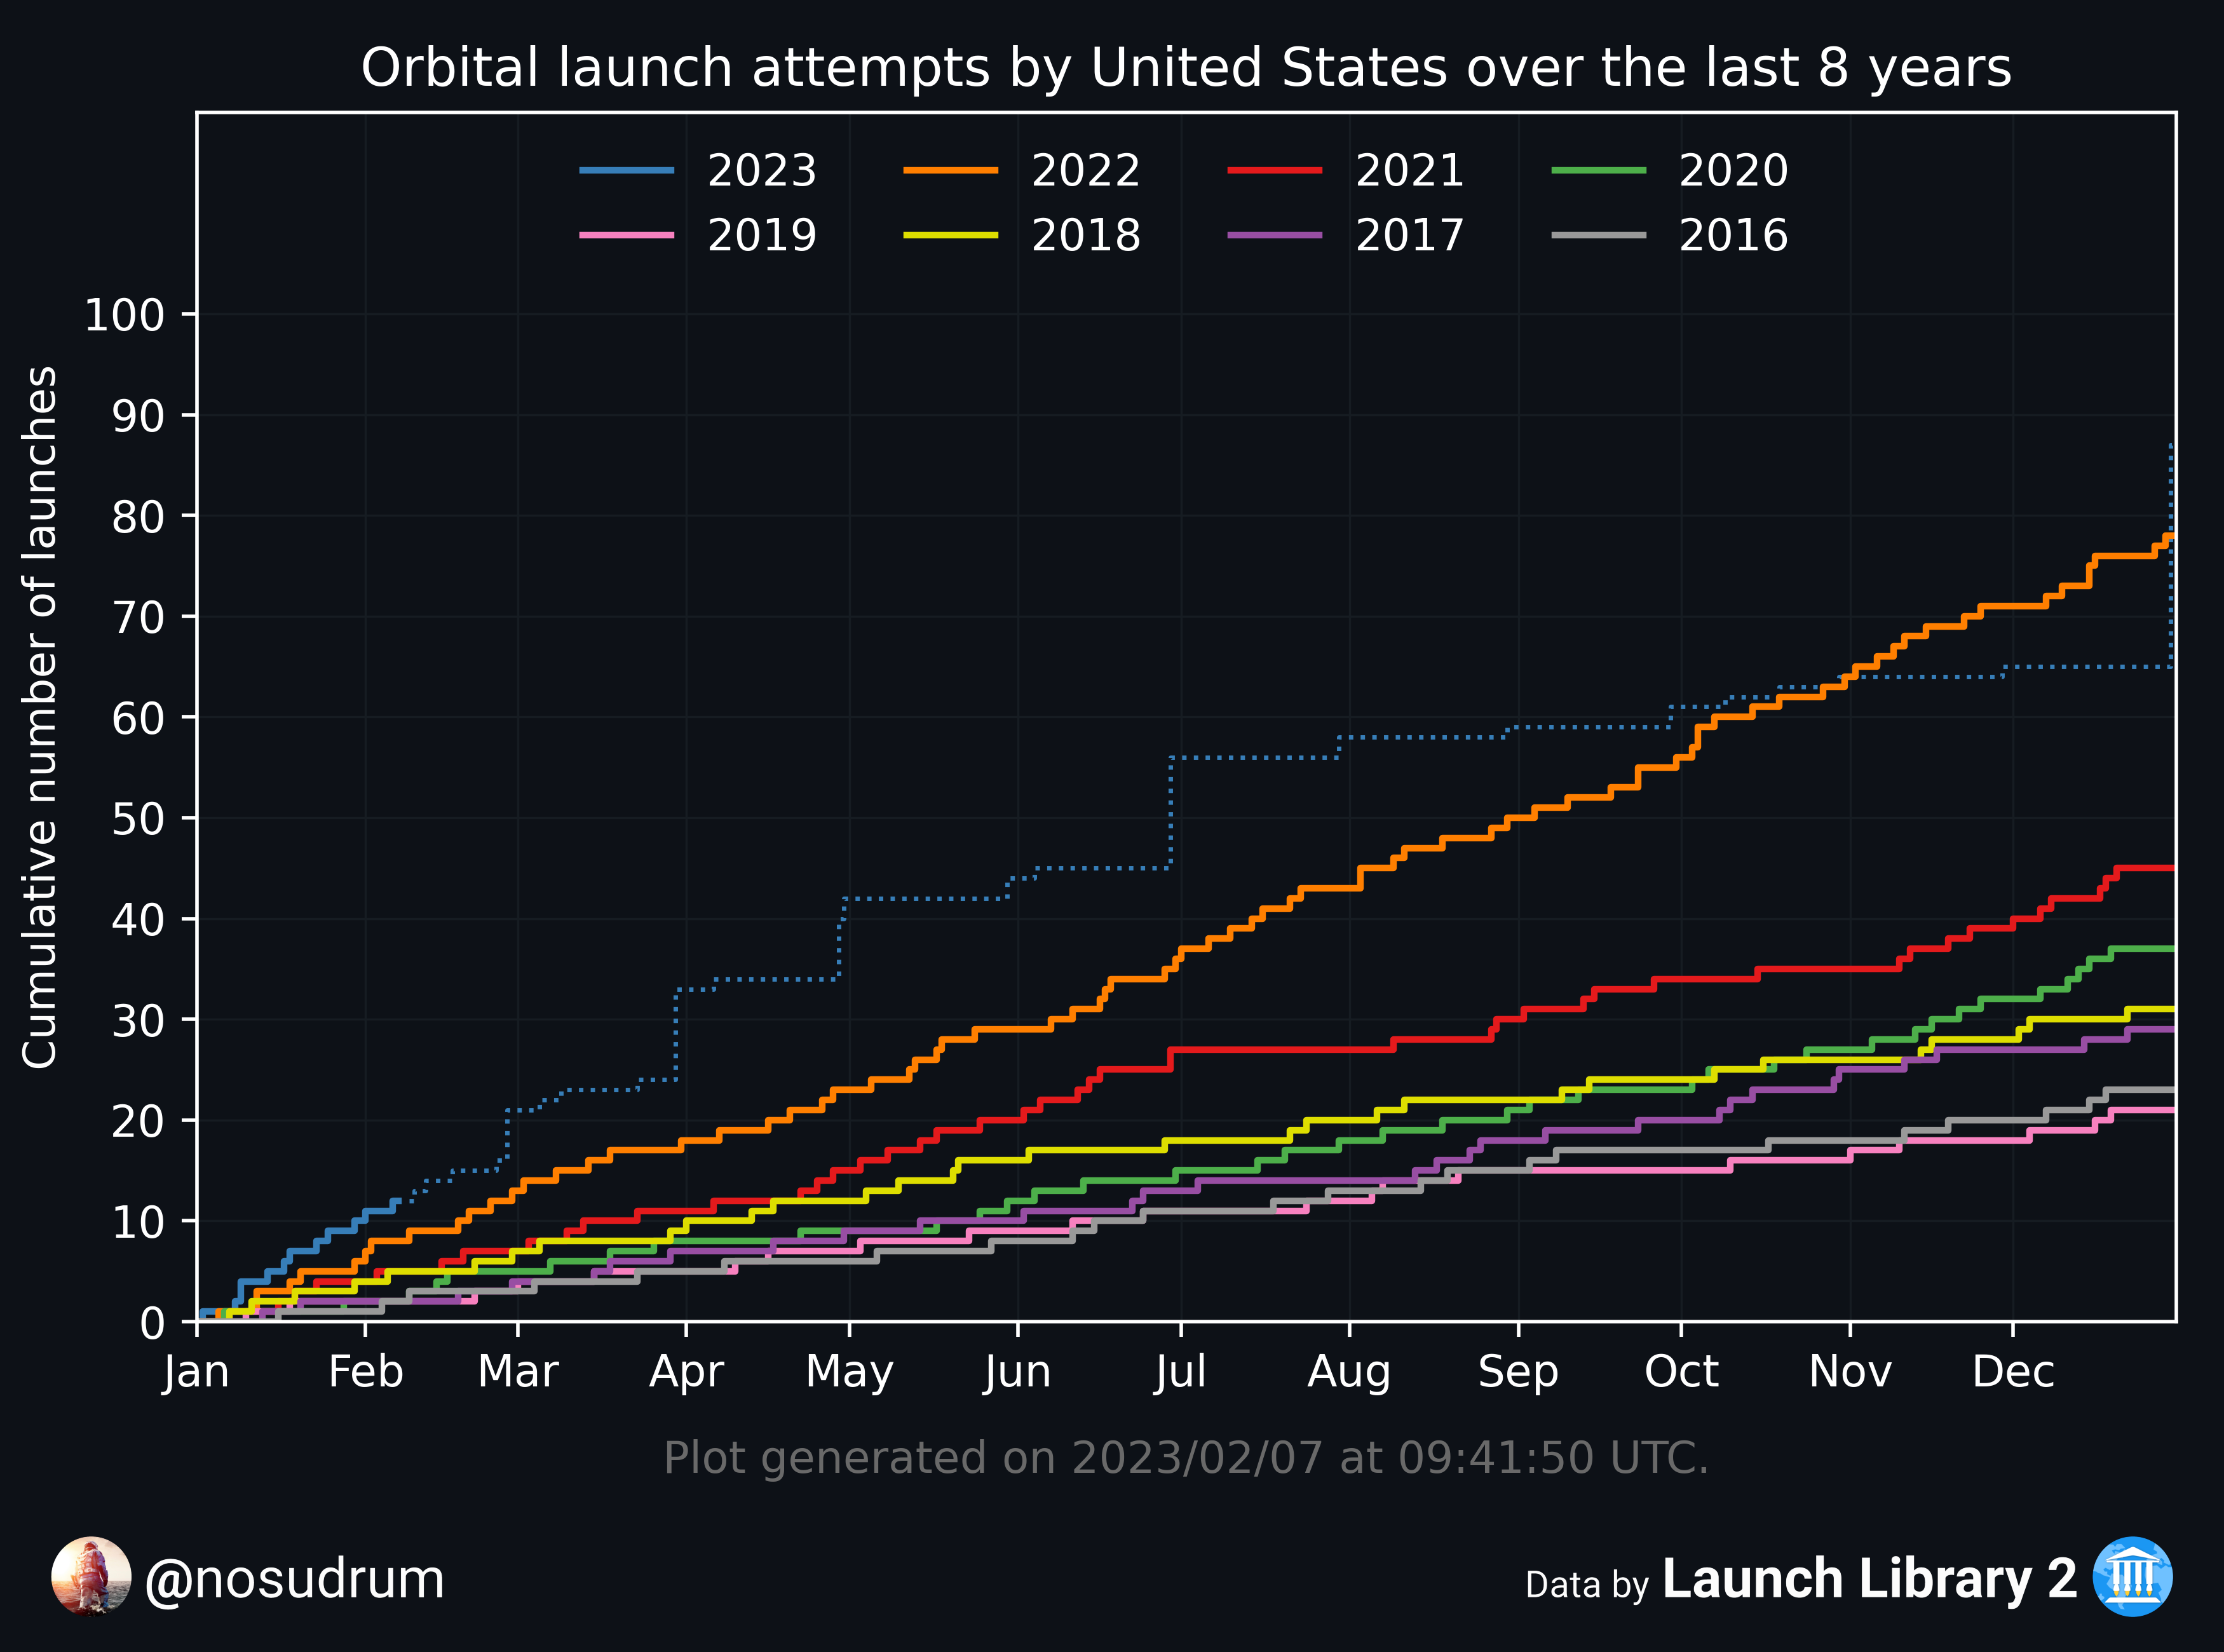 Orbital launch attempts by United States over the last 8 years
2023 2022 2021 2020
2019 2018 2017 2016
Cumulative number of launches
100
90
80
70
60
50
40
30
20
10
0
Jan Feb Mar Apr May Jun Jul Aug Sep Oct Nov Dec
Plot generated on 2023/02/07 at 09:41:50 UTC.
@nosudrum
Data by Launch Library 2